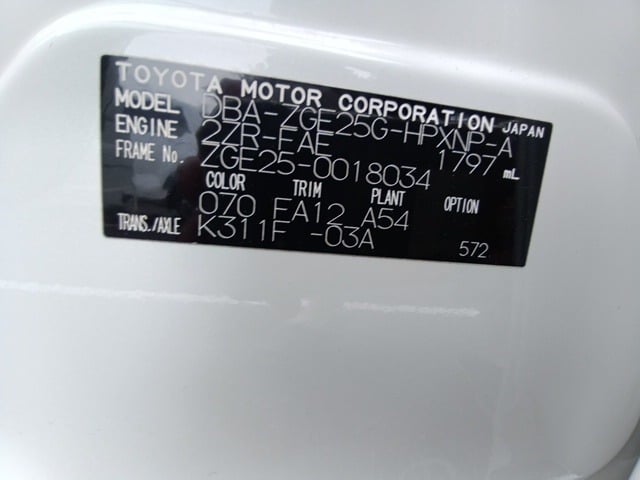 TOYOTA MOTOR CORPORATION JAPAN
MODEL DBA-ZGE25G-HPXNP-A
ENGINE 2ZR-FAE 1797 mL
FRAME No. ZGE25-0018034
COLOR TRIM PLANT OPTION
070 FA12 A54
TRANS./AXLE K311F -03A 572